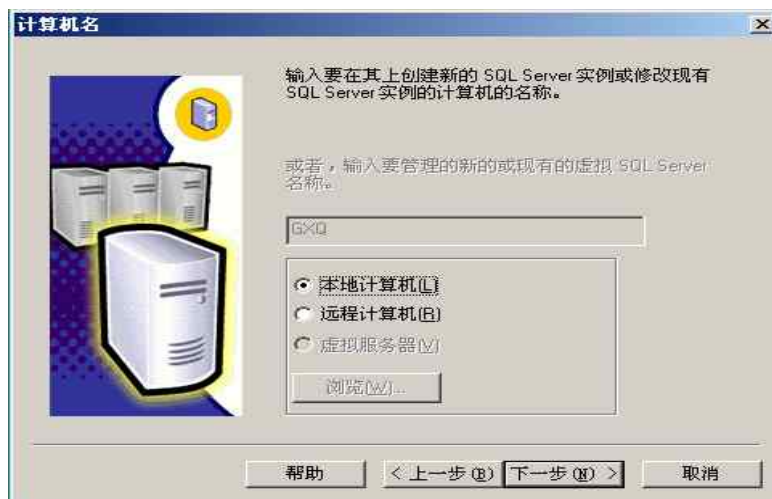 计算机名
输入要在其上创建新的 SQL Server 实例或修改现有
SQL Server 实例的计算机的名称。
或者，输入要管理的新的或现有的虚拟 SQL Server
名称。
GXQ
本地计算机(L)
远程计算机(R)
虚拟服务器(V)
浏览(W)...
帮助
< 上一步(B)
下一步(N) >
取消